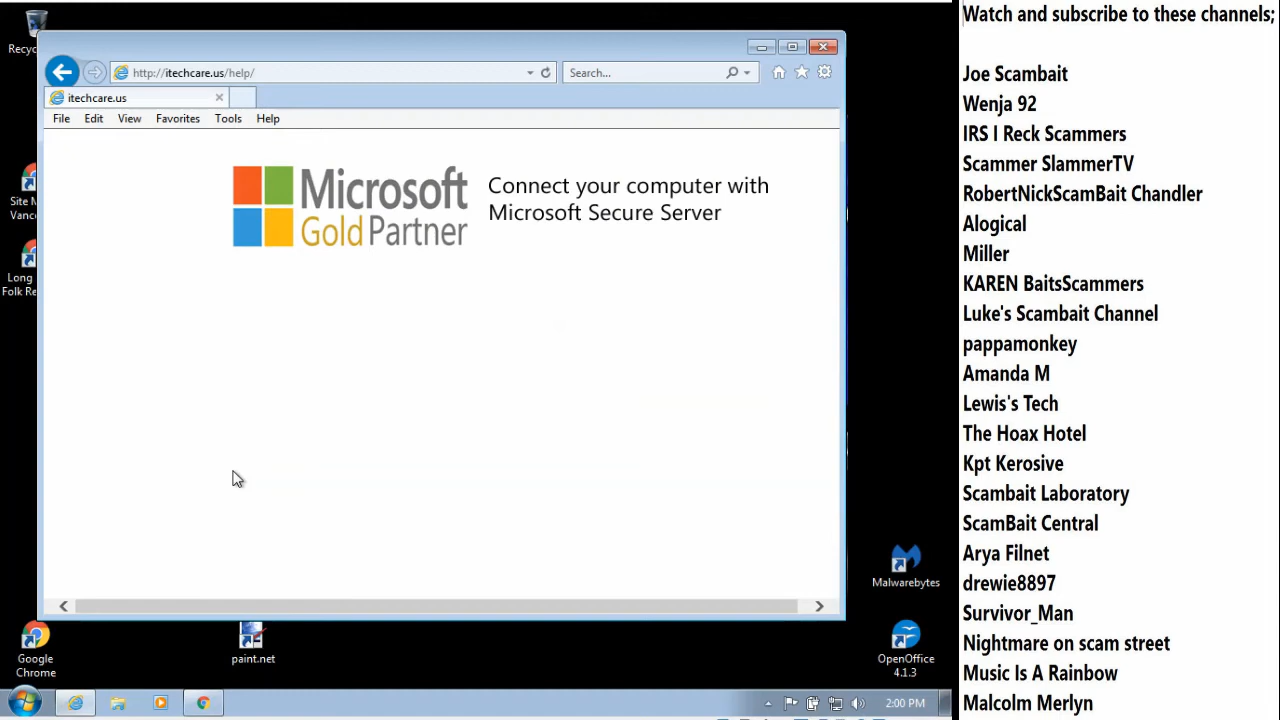 Recyc
http://itechcare.us/help/
Search...
itechcare.us
File Edit View Favorites Tools Help
Microsoft
Gold Partner
Connect your computer with
Microsoft Secure Server
Site M
Vanco
Long
Folk Re
Malwarebytes
Google
Chrome
paint.net
OpenOffice
4.1.3
2:00 PM
Watch and subscribe to these channels;
Joe Scambait
Wenja 92
IRS I Reck Scammers
Scammer SlammerTV
RobertNickScamBait Chandler
Alogical
Miller
KAREN BaitsScammers
Luke's Scambait Channel
pappamonkey
Amanda M
Lewis's Tech
The Hoax Hotel
Kpt Kerosive
Scambait Laboratory
ScamBait Central
Arya Filnet
drewie8897
Survivor_Man
Nightmare on scam street
Music Is A Rainbow
Malcolm Merlyn